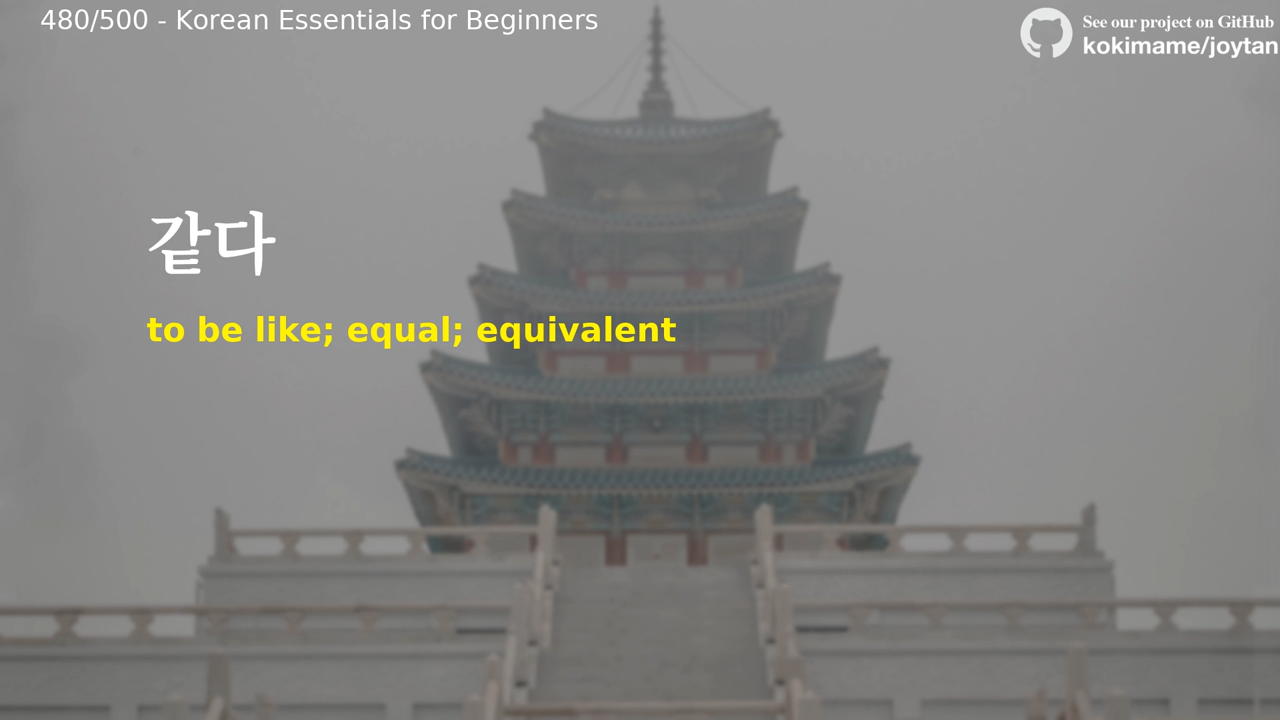 480/500 - Korean Essentials for Beginners
See our project on GitHub
kokimame/joytan
같다
to be like; equal; equivalent